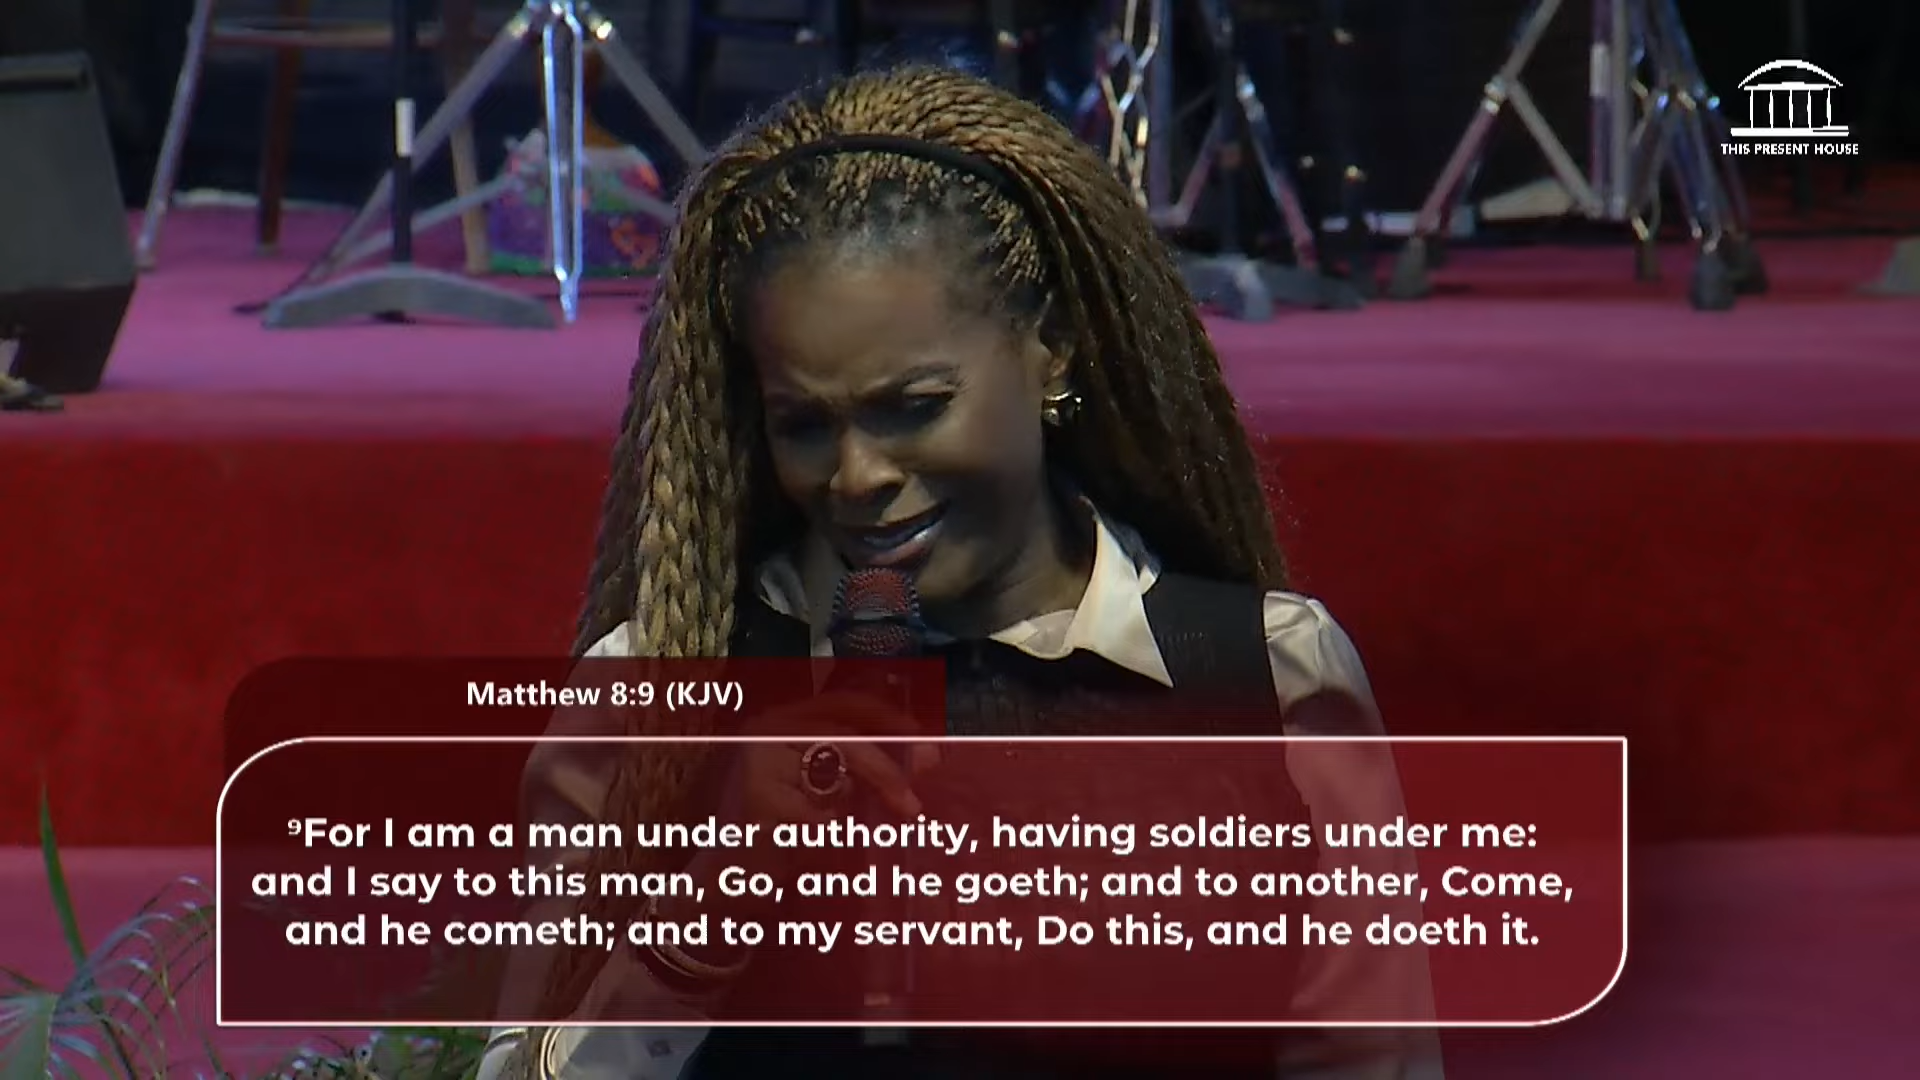 THIS PRESENT HOUSE
Matthew 8:9 (KJV)
⁹For I am a man under authority, having soldiers under me:
and I say to this man, Go, and he goeth; and to another, Come,
and he cometh; and to my servant, Do this, and he doeth it.